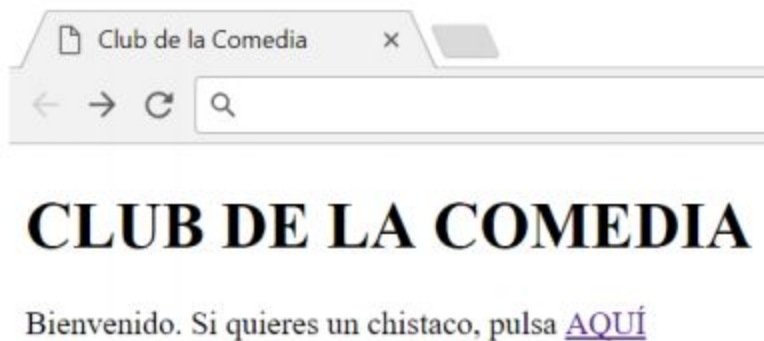 Club de la Comedia
CLUB DE LA COMEDIA
Bienvenido. Si quieres un chistaco, pulsa AQUÍ